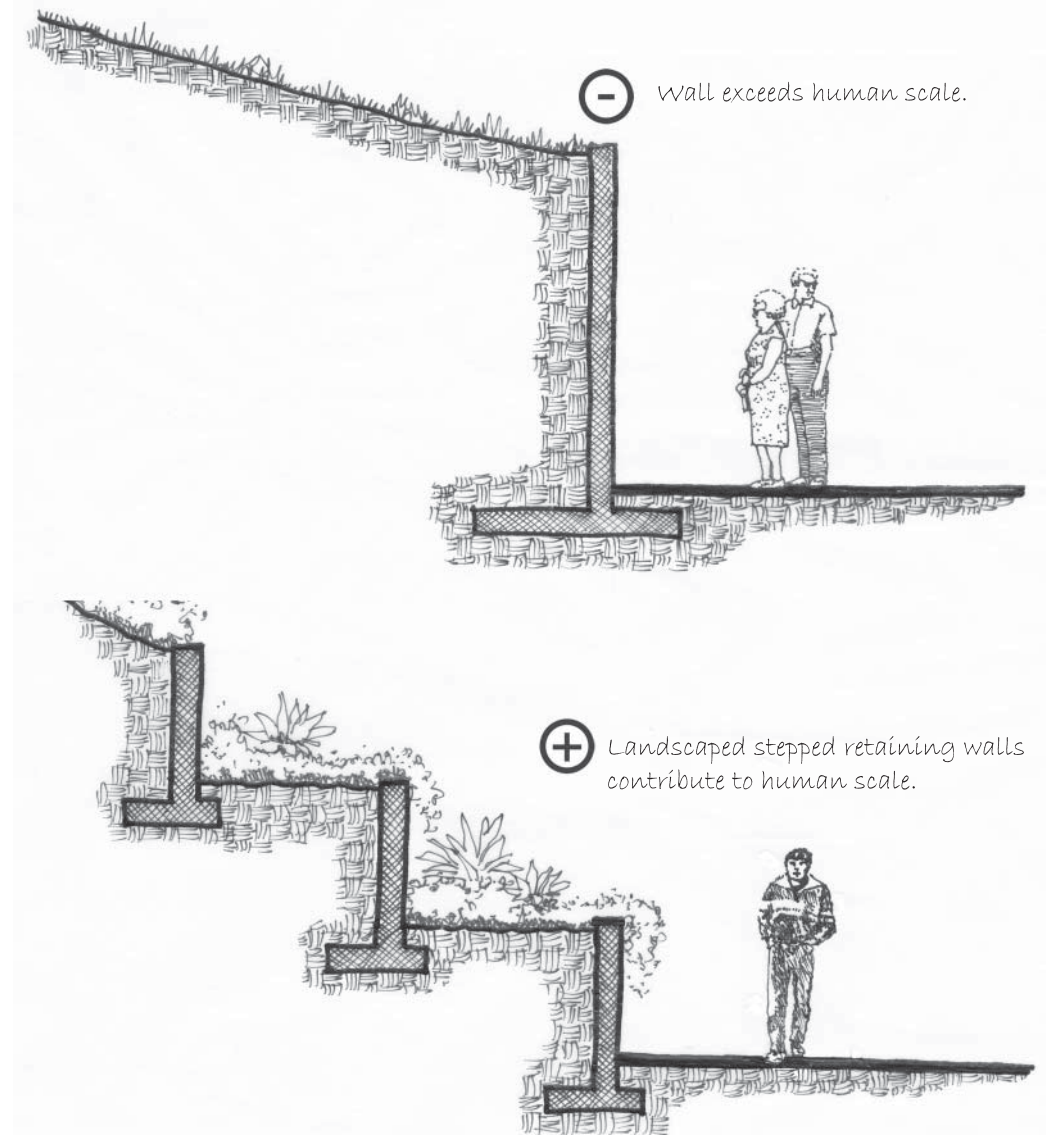 - Wall exceeds human scale.
+ Landscaped stepped retaining walls
contribute to human scale.